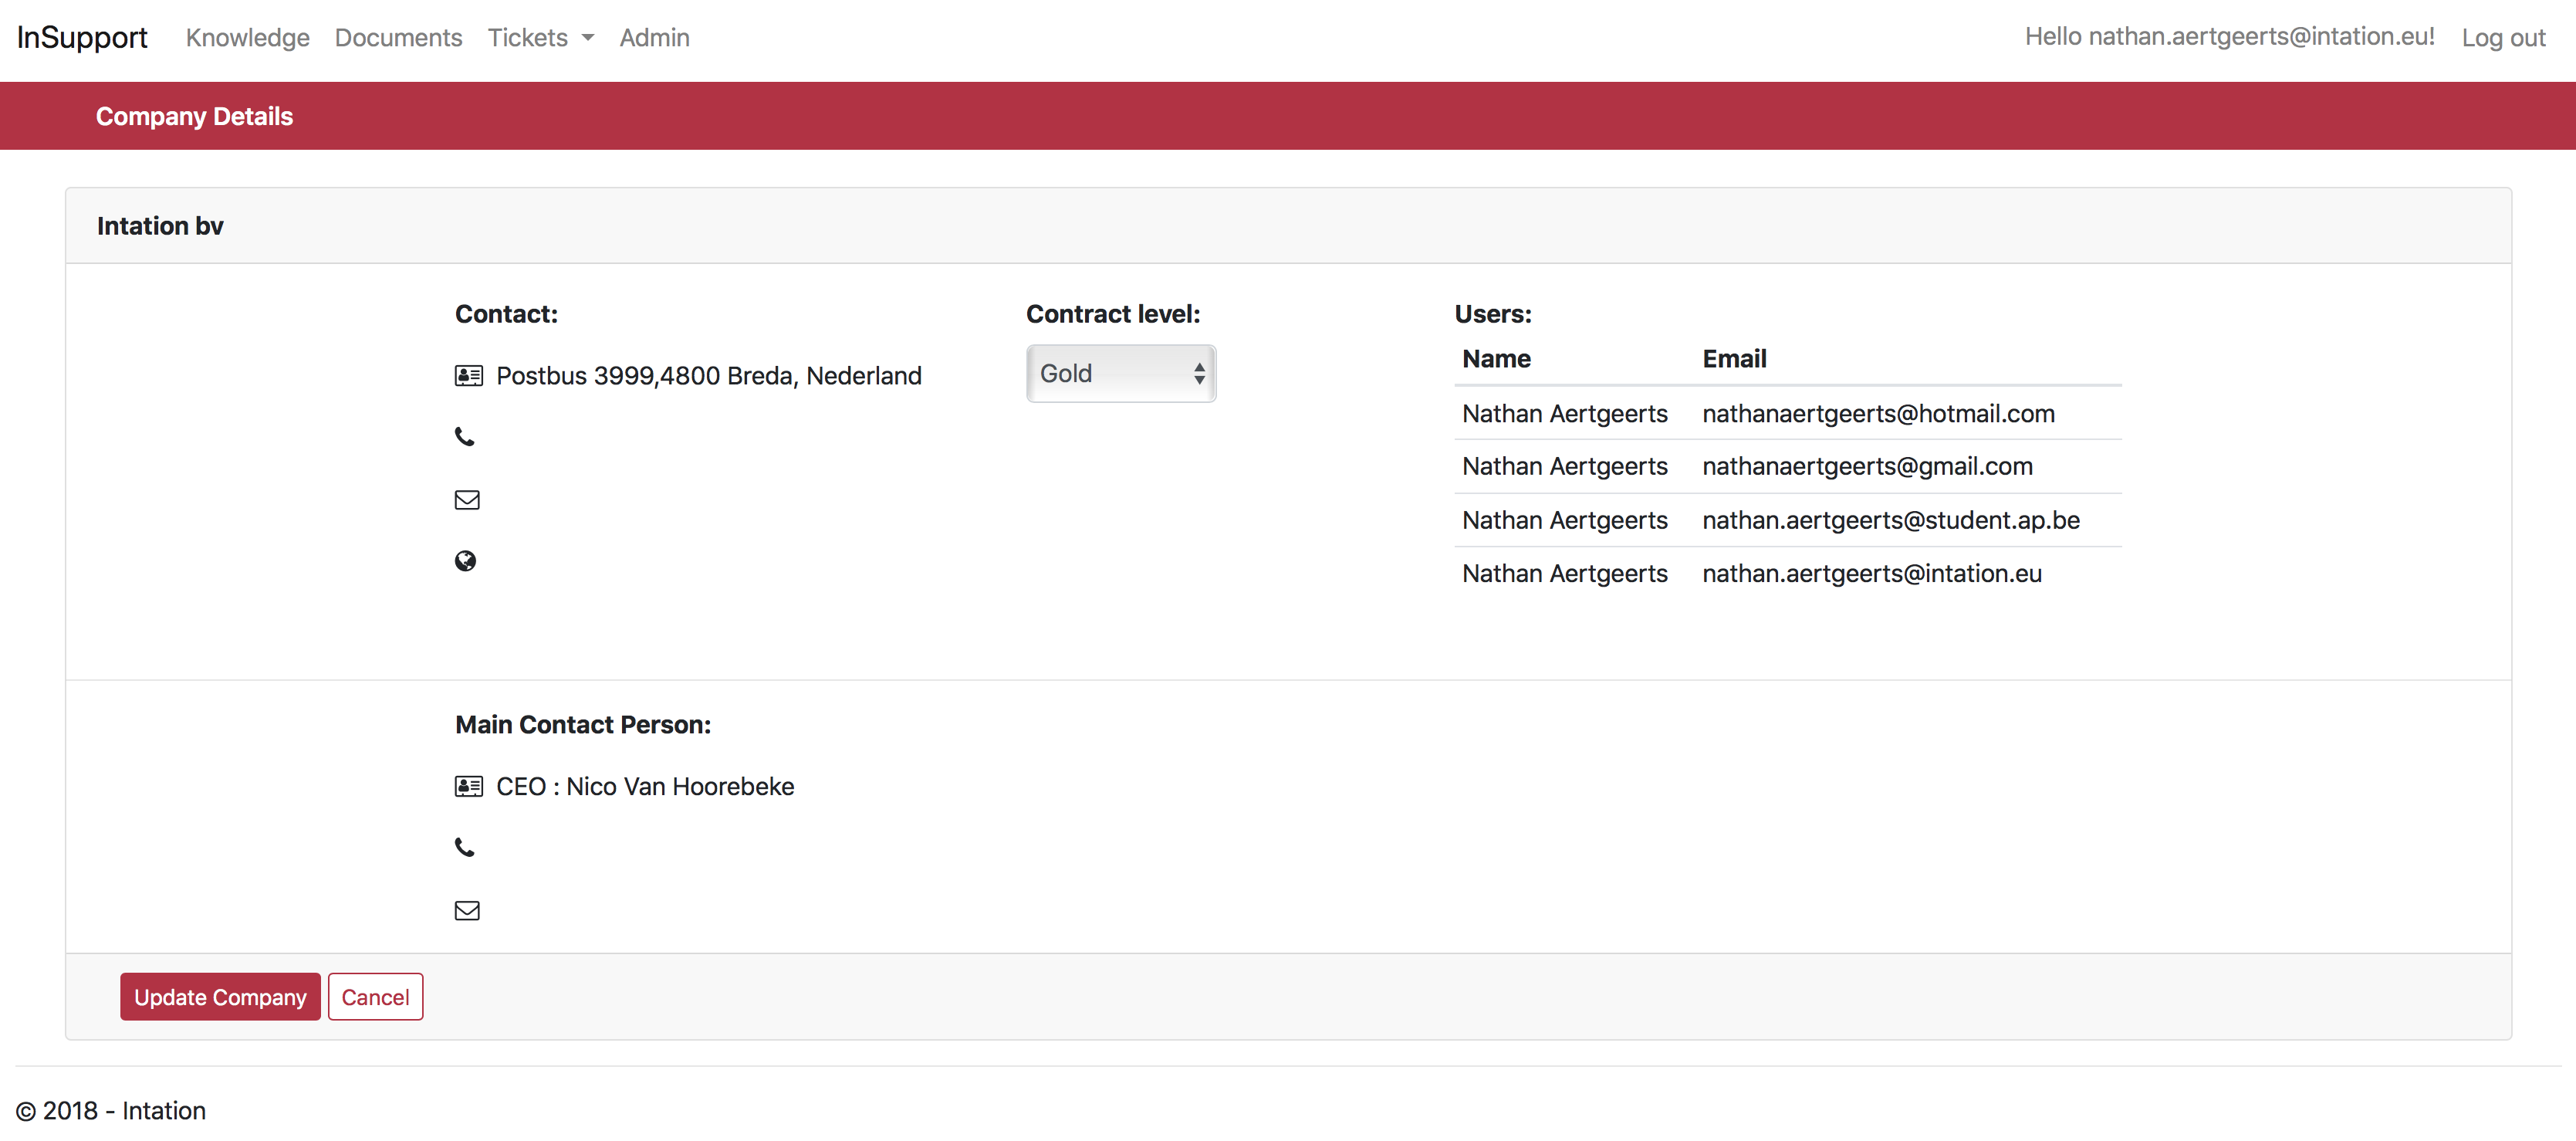 InSupport Knowledge Documents Tickets Admin Hello nathan.aertgeerts@intation.eu! Log out
Company Details
Intation bv
Contact:
Postbus 3999,4800 Breda, Nederland
Contract level:
Gold
Users:
Name Email
Nathan Aertgeerts nathanaertgeerts@hotmail.com
Nathan Aertgeerts nathanaertgeerts@gmail.com
Nathan Aertgeerts nathan.aertgeerts@student.ap.be
Nathan Aertgeerts nathan.aertgeerts@intation.eu
Main Contact Person:
CEO : Nico Van Hoorebeke
Update Company Cancel
© 2018 - Intation